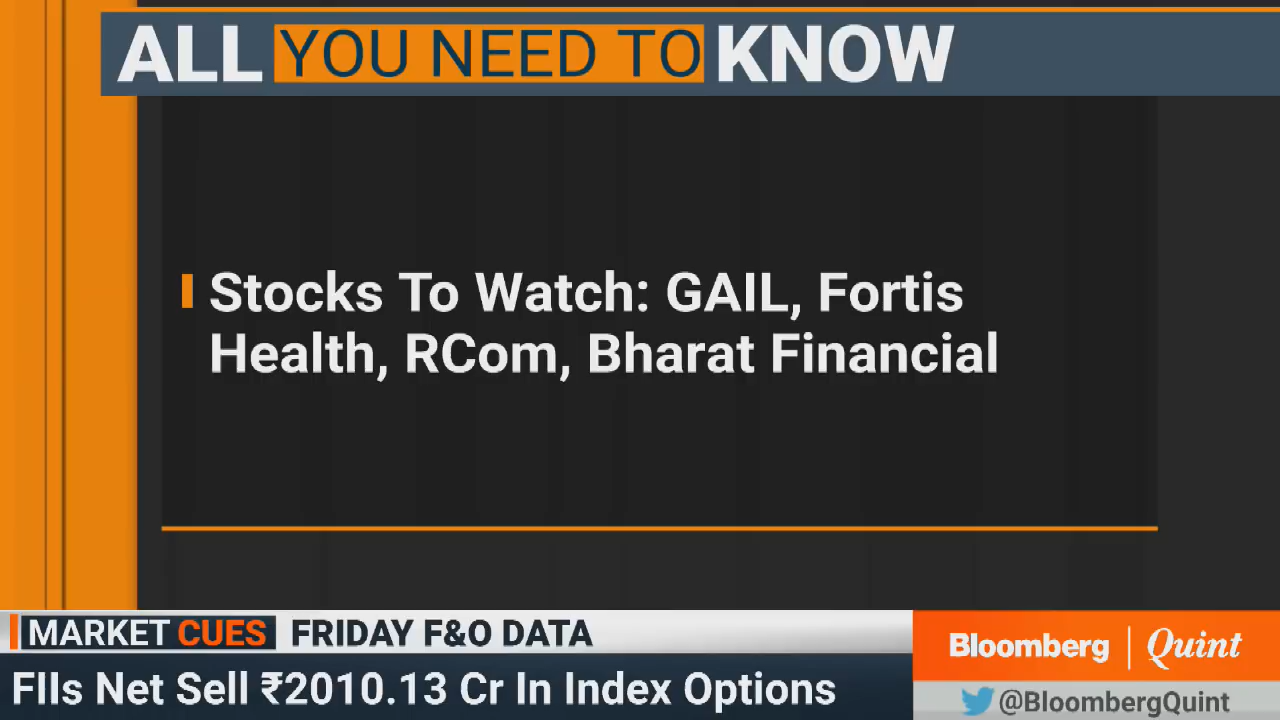 ALL YOU NEED TO KNOW
Stocks To Watch: GAIL, Fortis
Health, RCom, Bharat Financial
MARKET CUES FRIDAY F&O DATA
FIIs Net Sell ₹2010.13 Cr In Index Options
Bloomberg | Quint
@BloombergQuint